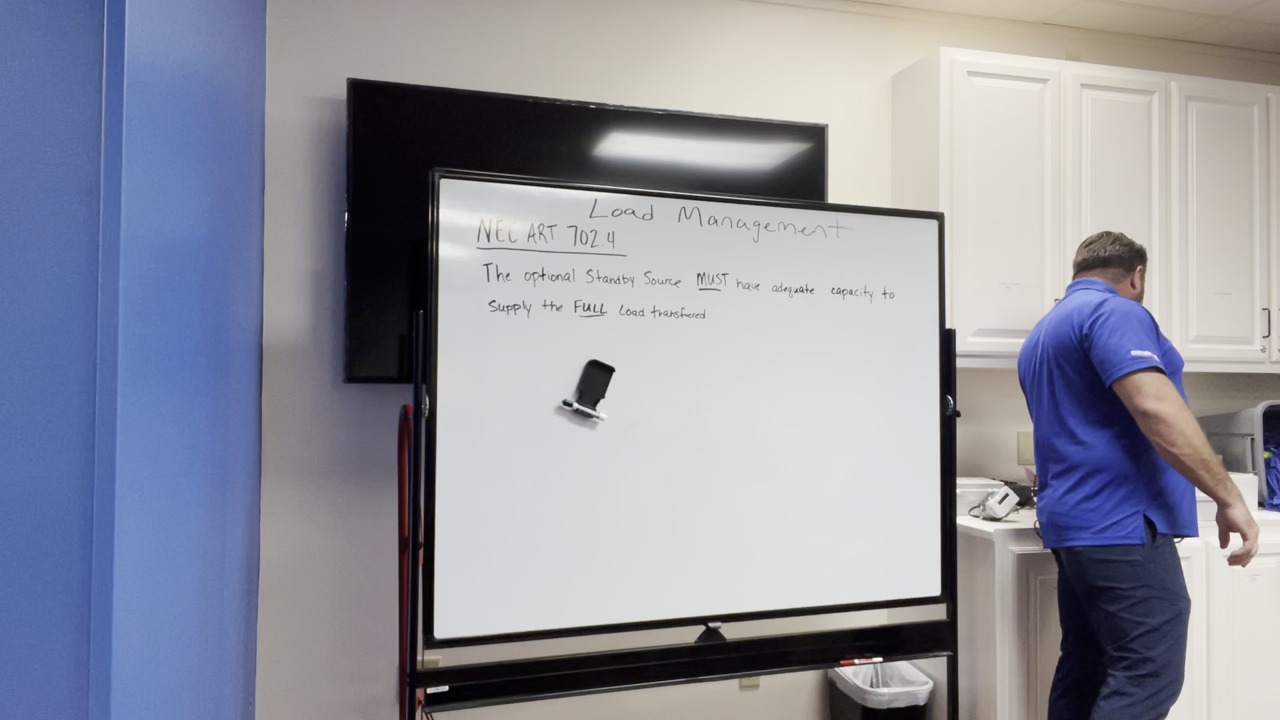 Load Management
NEC ART 702.4
The optional Standby Source MUST have adequate capacity to
Supply the FULL Load transfered